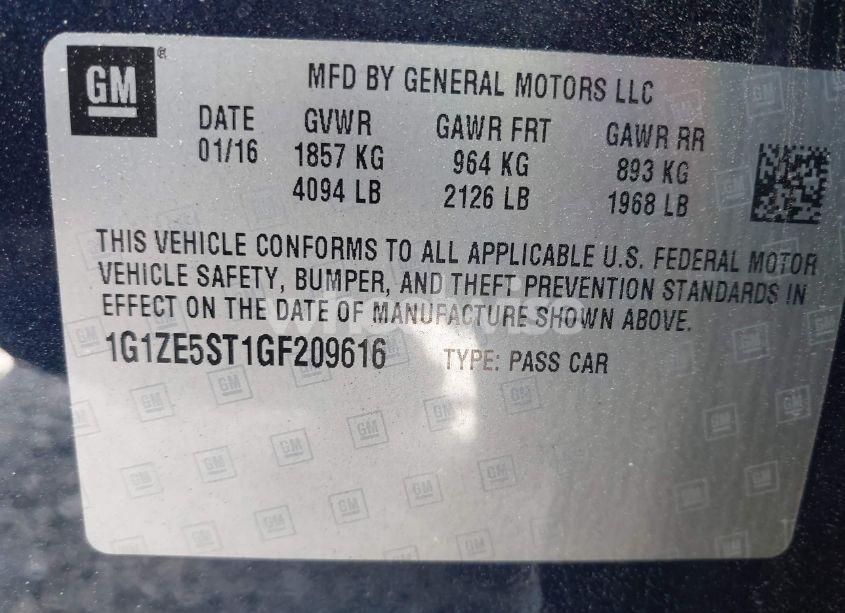 GM ®
MFD BY GENERAL MOTORS LLC
DATE GVWR GAWR FRT GAWR RR
01/16 1857 KG 964 KG 893 KG
4094 LB 2126 LB 1968 LB
THIS VEHICLE CONFORMS TO ALL APPLICABLE U.S. FEDERAL MOTOR
VEHICLE SAFETY, BUMPER, AND THEFT PREVENTION STANDARDS IN
EFFECT ON THE DATE OF MANUFACTURE SHOWN ABOVE.
1G1ZE5ST1GF209616 TYPE: PASS CAR